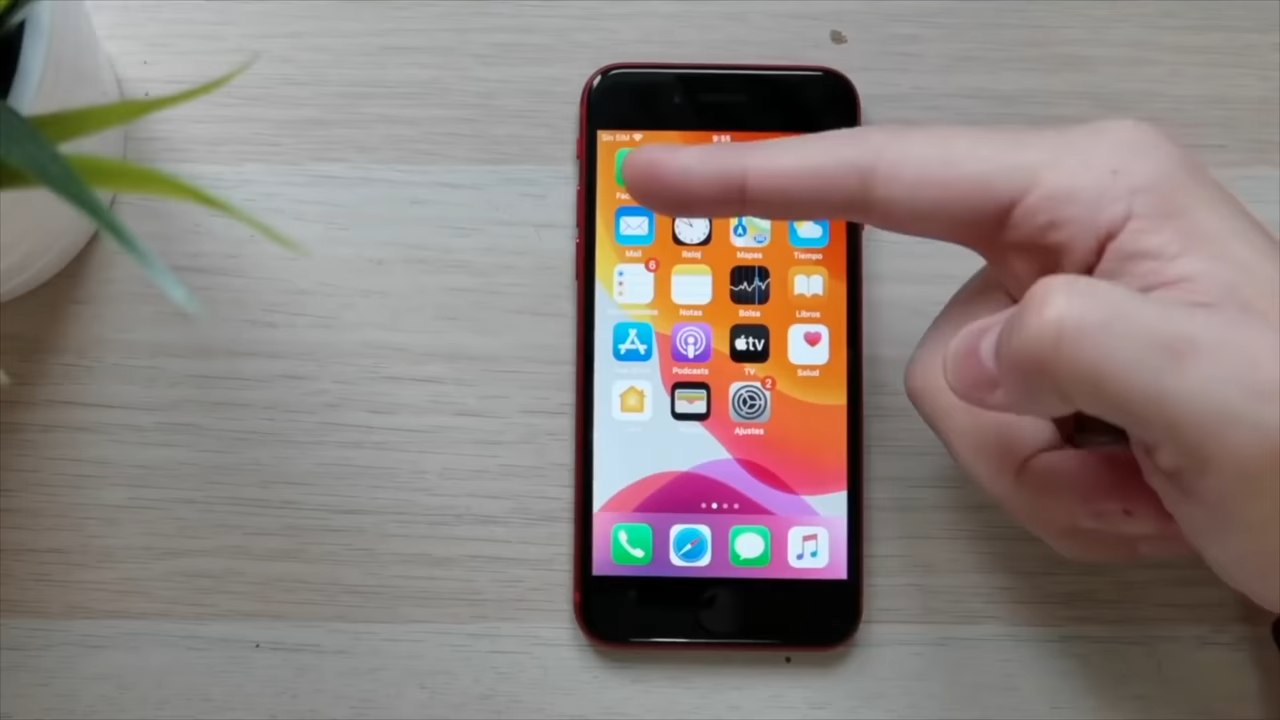 Sin SIM 9:55
Mail Reloj Mapas Tiempo
6
Notas Bolsa Libros
tv
Podcasts TV Salud
2
Ajustes